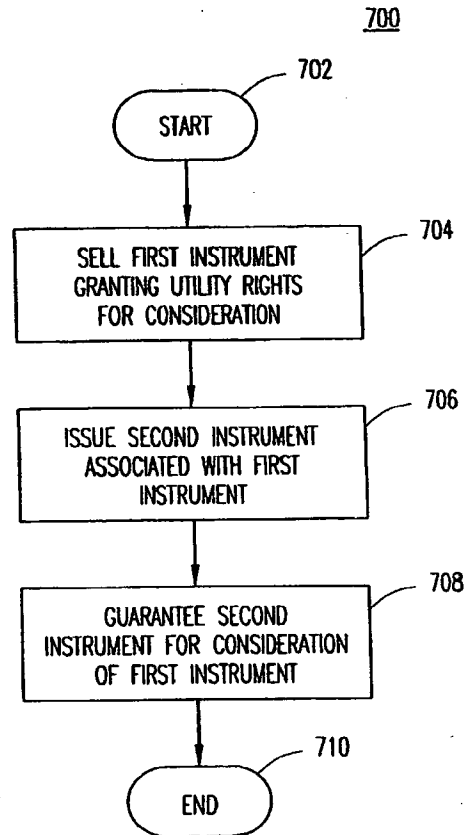 700
702
START
704
SELL FIRST INSTRUMENT
GRANTING UTILITY RIGHTS
FOR CONSIDERATION
706
ISSUE SECOND INSTRUMENT
ASSOCIATED WITH FIRST
INSTRUMENT
708
GUARANTEE SECOND
INSTRUMENT FOR CONSIDERATION
OF FIRST INSTRUMENT
710
END